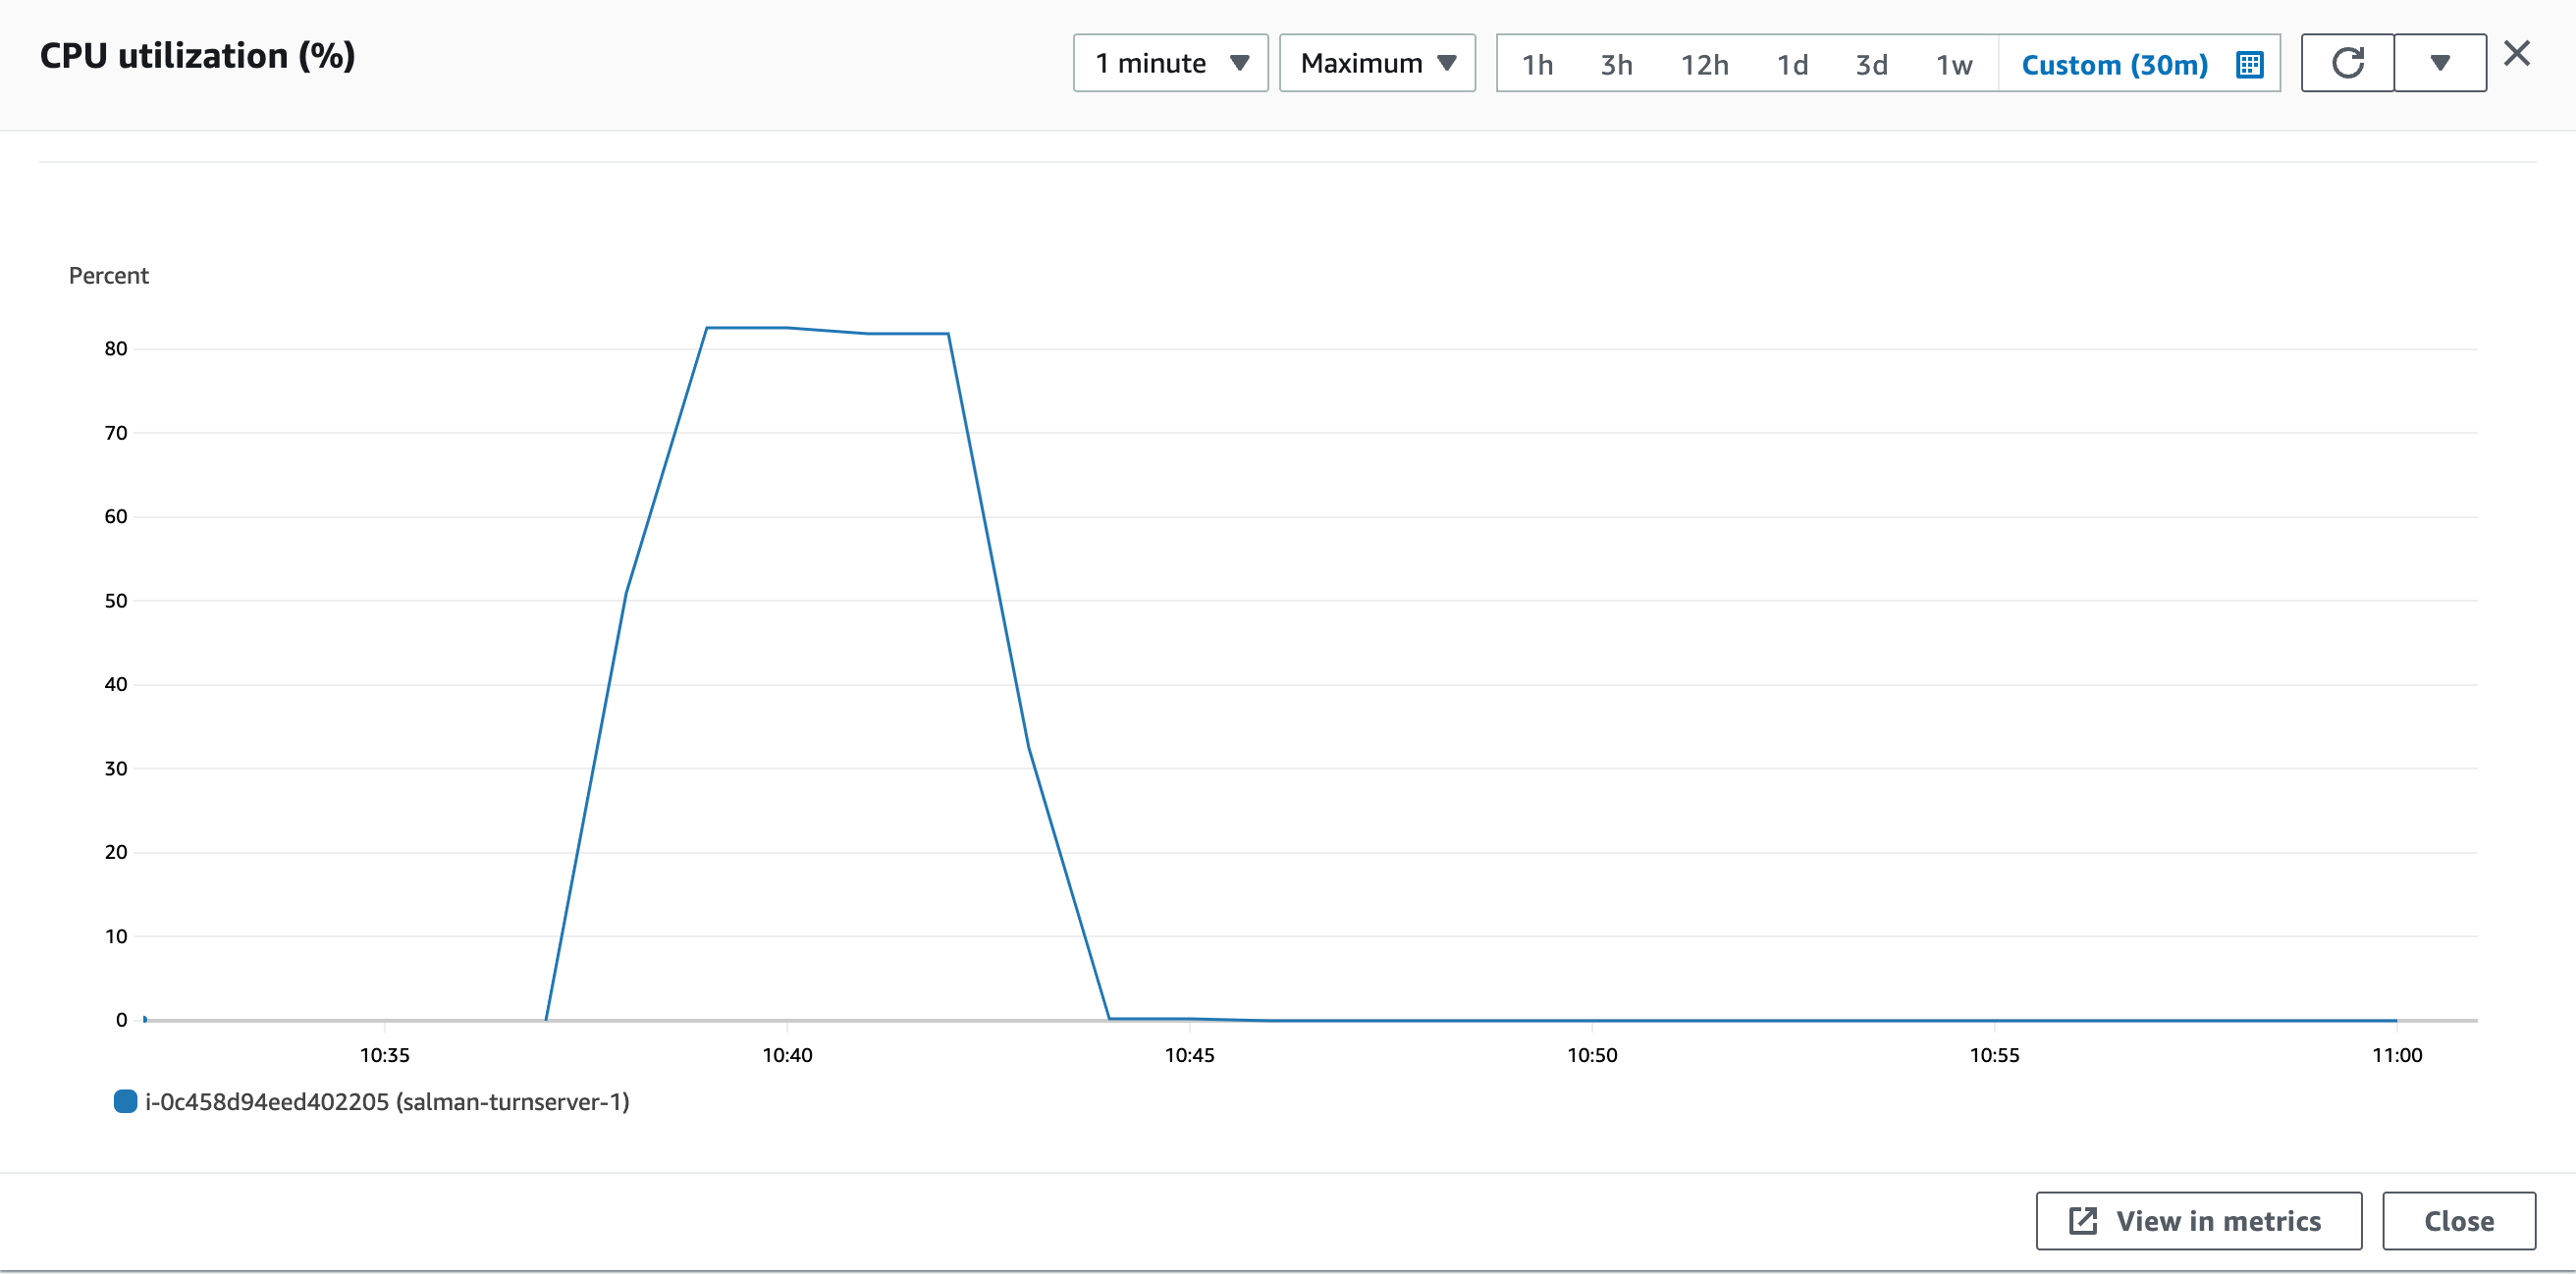 CPU utilization (%)
1 minute
Maximum
1h 3h 12h 1d 3d 1w Custom (30m)
Percent
80
70
60
50
40
30
20
10
0
10:35 10:40 10:45 10:50 10:55 11:00
i-0c458d94eed402205 (salman-turnserver-1)
View in metrics
Close